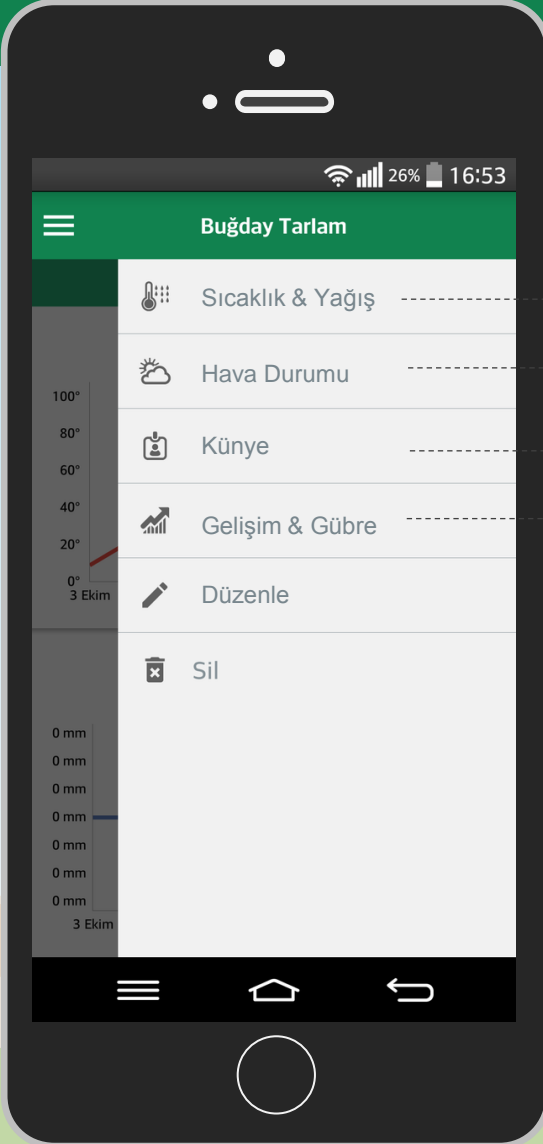 26% 16:53
Buğday Tarlam
Sıcaklık & Yağış
Hava Durumu
Künye
Gelişim & Gübre
Düzenle
Sil
100°
80°
60°
40°
20°
0°
3 Ekim
0 mm
0 mm
0 mm
0 mm
0 mm
0 mm
0 mm
3 Ekim